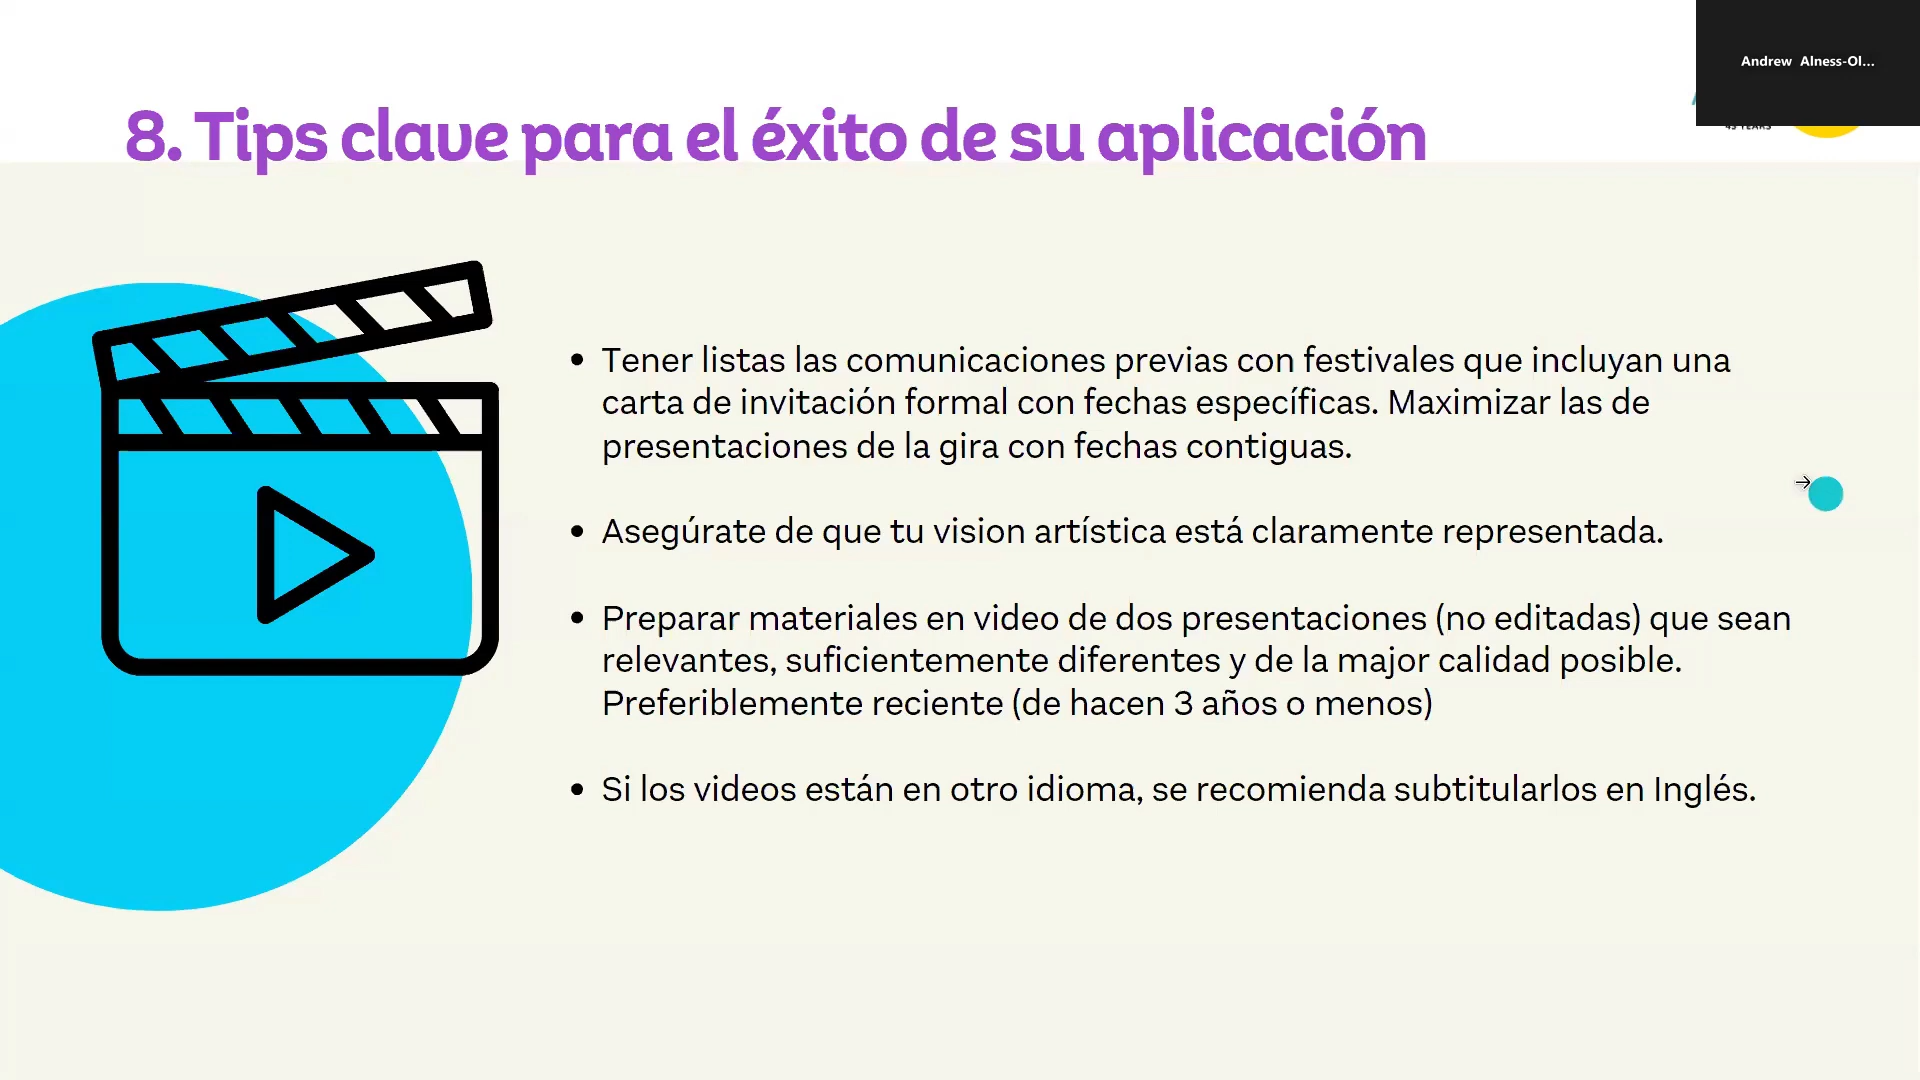 Andrew Alness-Ol...
45 YEARS
8. Tips clave para el éxito de su aplicación
• Tener listas las comunicaciones previas con festivales que incluyan una
carta de invitación formal con fechas específicas. Maximizar las de
presentaciones de la gira con fechas contiguas.
• Asegúrate de que tu vision artística está claramente representada.
• Preparar materiales en video de dos presentaciones (no editadas) que sean
relevantes, suficientemente diferentes y de la major calidad posible.
Preferiblemente reciente (de hacen 3 años o menos)
• Si los videos están en otro idioma, se recomienda subtitularlos en Inglés.